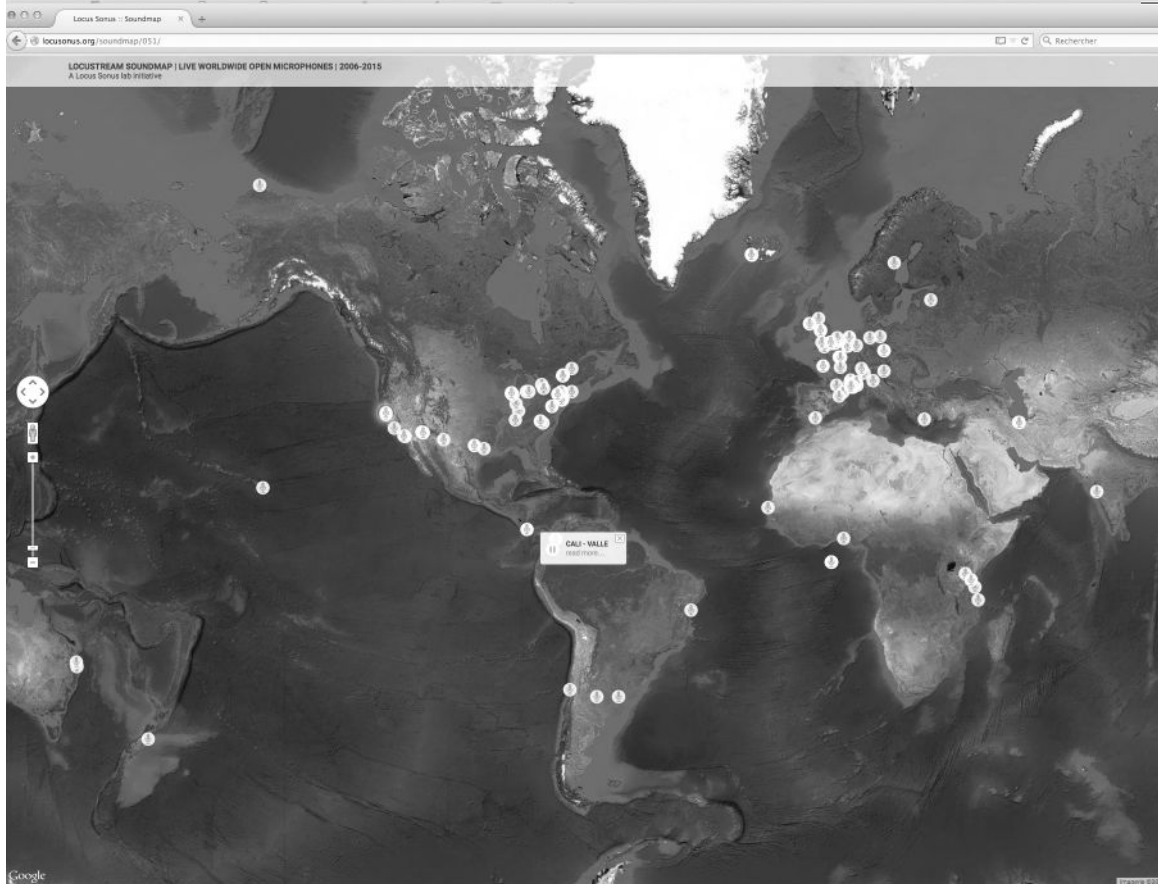 Locus Sonus :: Soundmap
locusonus.org/soundmap/051/
Rechercher
LOCUSTREAM SOUNDMAP | LIVE WORLDWIDE OPEN MICROPHONES | 2006-2015
A Locus Sonus lab initiative
CALI - VALLE
read more...
Google